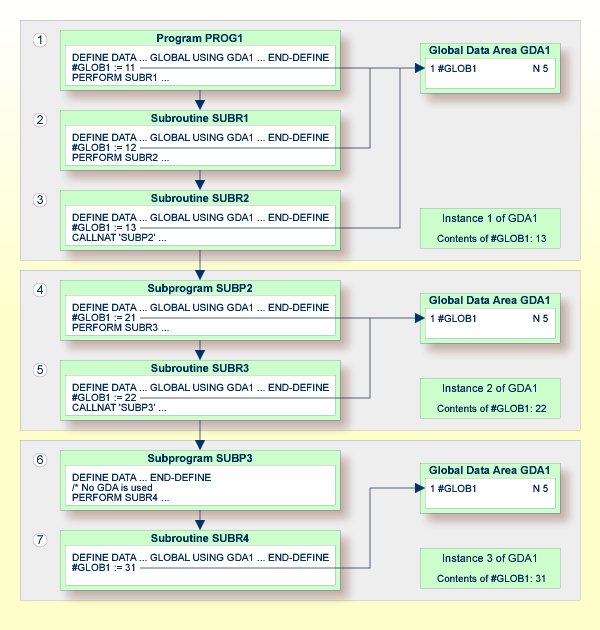 1
Program PROG1
DEFINE DATA ... GLOBAL USING GDA1 ... END-DEFINE
#GLOB1 := 11
PERFORM SUBR1 ...
Global Data Area GDA1
1 #GLOB1 N 5
2
Subroutine SUBR1
DEFINE DATA ... GLOBAL USING GDA1 ... END-DEFINE
#GLOB1 := 12
PERFORM SUBR2 ...
3
Subroutine SUBR2
DEFINE DATA ... GLOBAL USING GDA1 ... END-DEFINE
#GLOB1 := 13
CALLNAT 'SUBP2' ...
Instance 1 of GDA1
Contents of #GLOB1: 13
4
Subprogram SUBP2
DEFINE DATA ... GLOBAL USING GDA1 ... END-DEFINE
#GLOB1 := 21
PERFORM SUBR3 ...
Global Data Area GDA1
1 #GLOB1 N 5
5
Subroutine SUBR3
DEFINE DATA ... GLOBAL USING GDA1 ... END-DEFINE
#GLOB1 := 22
CALLNAT 'SUBP3' ...
Instance 2 of GDA1
Contents of #GLOB1: 22
6
Subprogram SUBP3
DEFINE DATA ... END-DEFINE
/* No GDA is used
PERFORM SUBR4 ...
Global Data Area GDA1
1 #GLOB1 N 5
7
Subroutine SUBR4
DEFINE DATA ... GLOBAL USING GDA1 ... END-DEFINE
#GLOB1 := 31
Instance 3 of GDA1
Contents of #GLOB1: 31